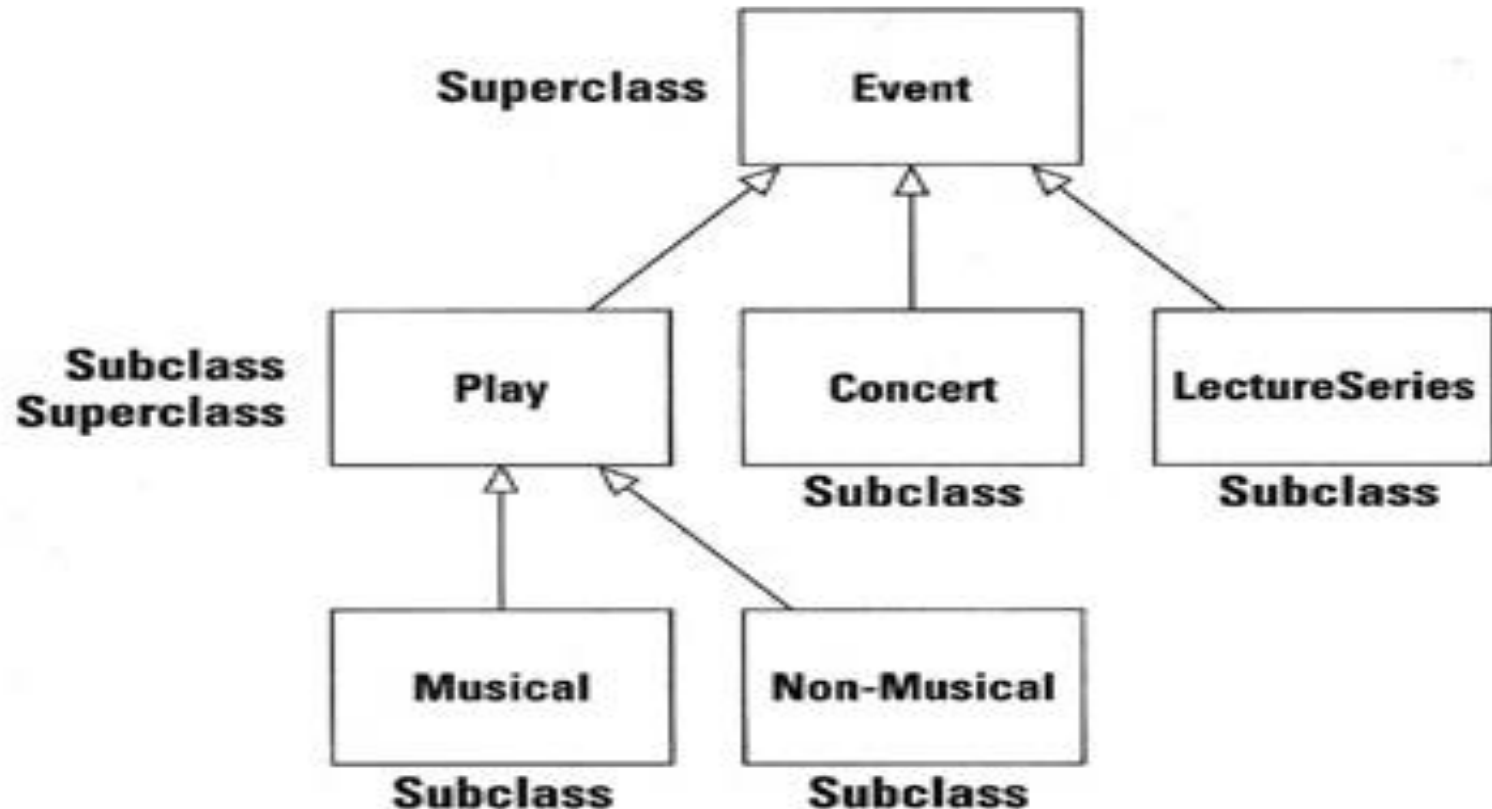 Superclass
Event
Subclass
Superclass
Play
Concert
LectureSeries
Subclass
Subclass
Musical
Non-Musical
Subclass
Subclass